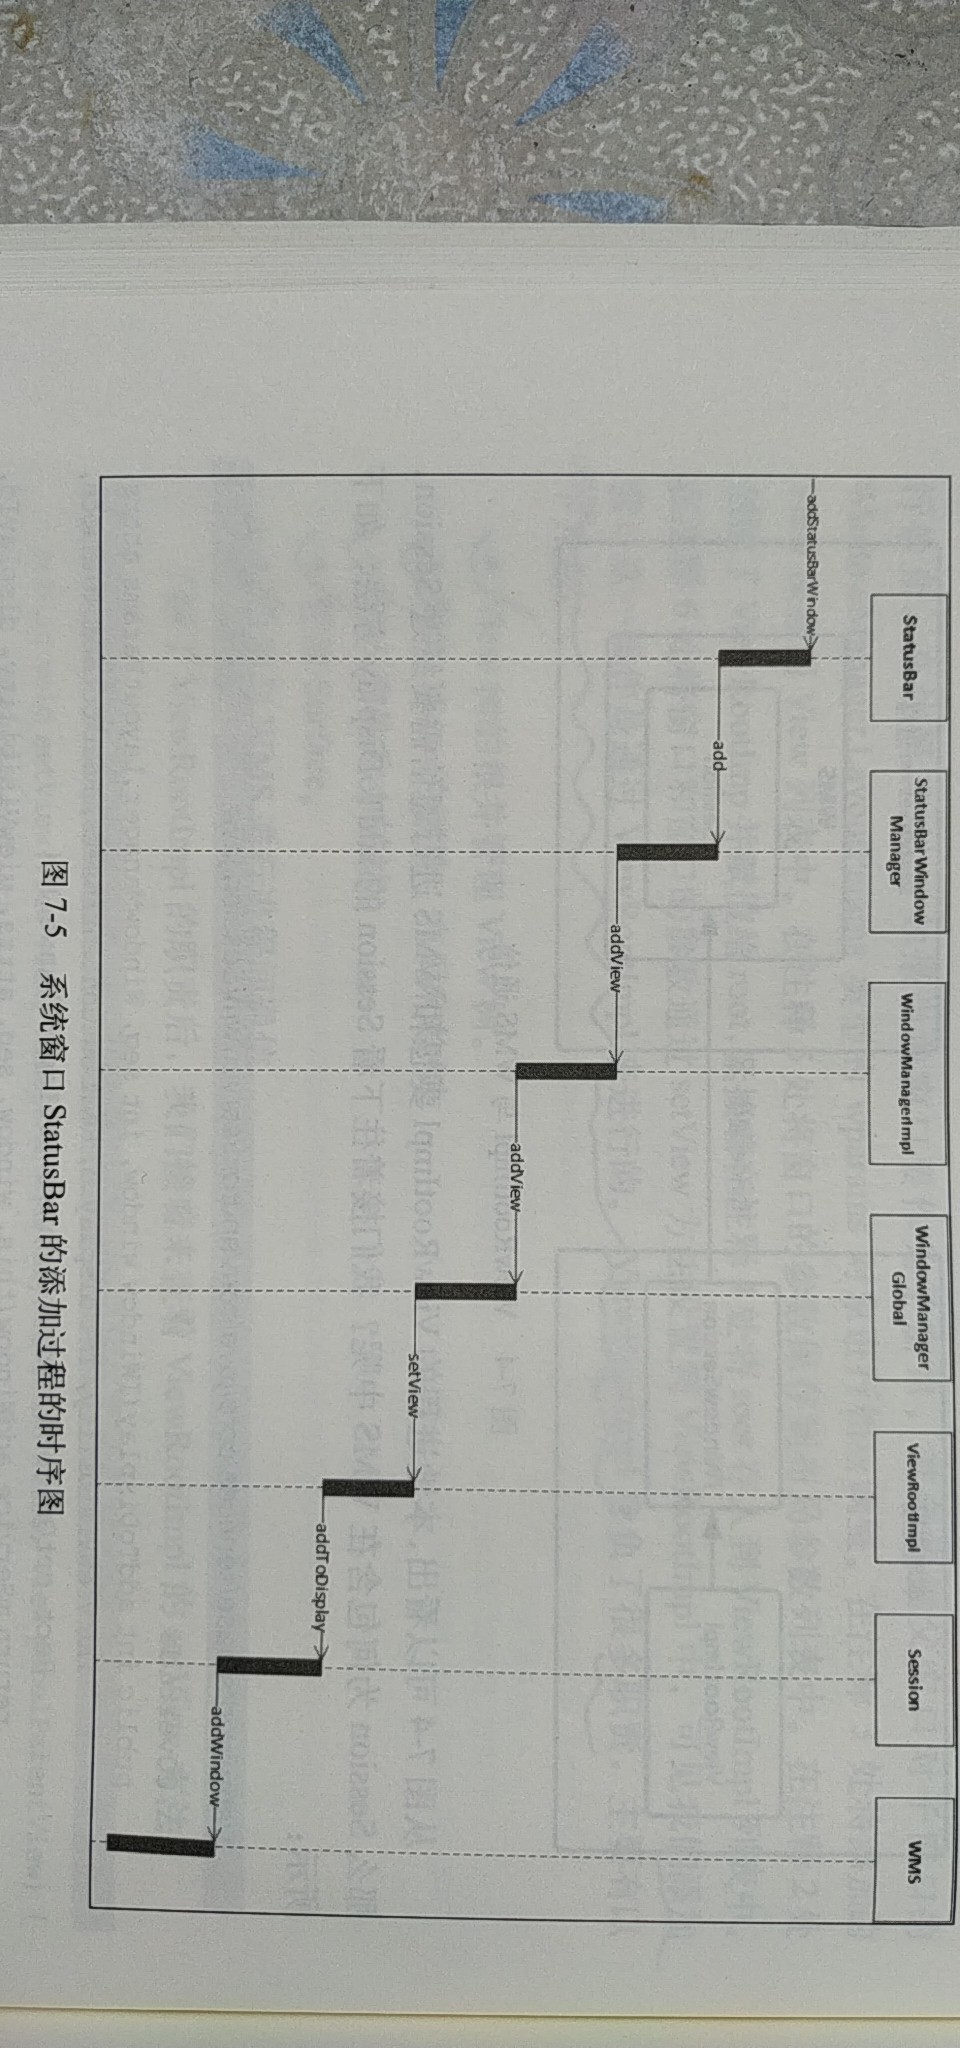 StatusBar
StatusBarWindow
Manager
WindowManagerImpl
WindowManager
Global
ViewRootImpl
Session
WMS
addStatusBarWindow
add
addView
addView
setView
addToDisplay
addWindow
图 7-5 系统窗口 StatusBar 的添加过程的时序图